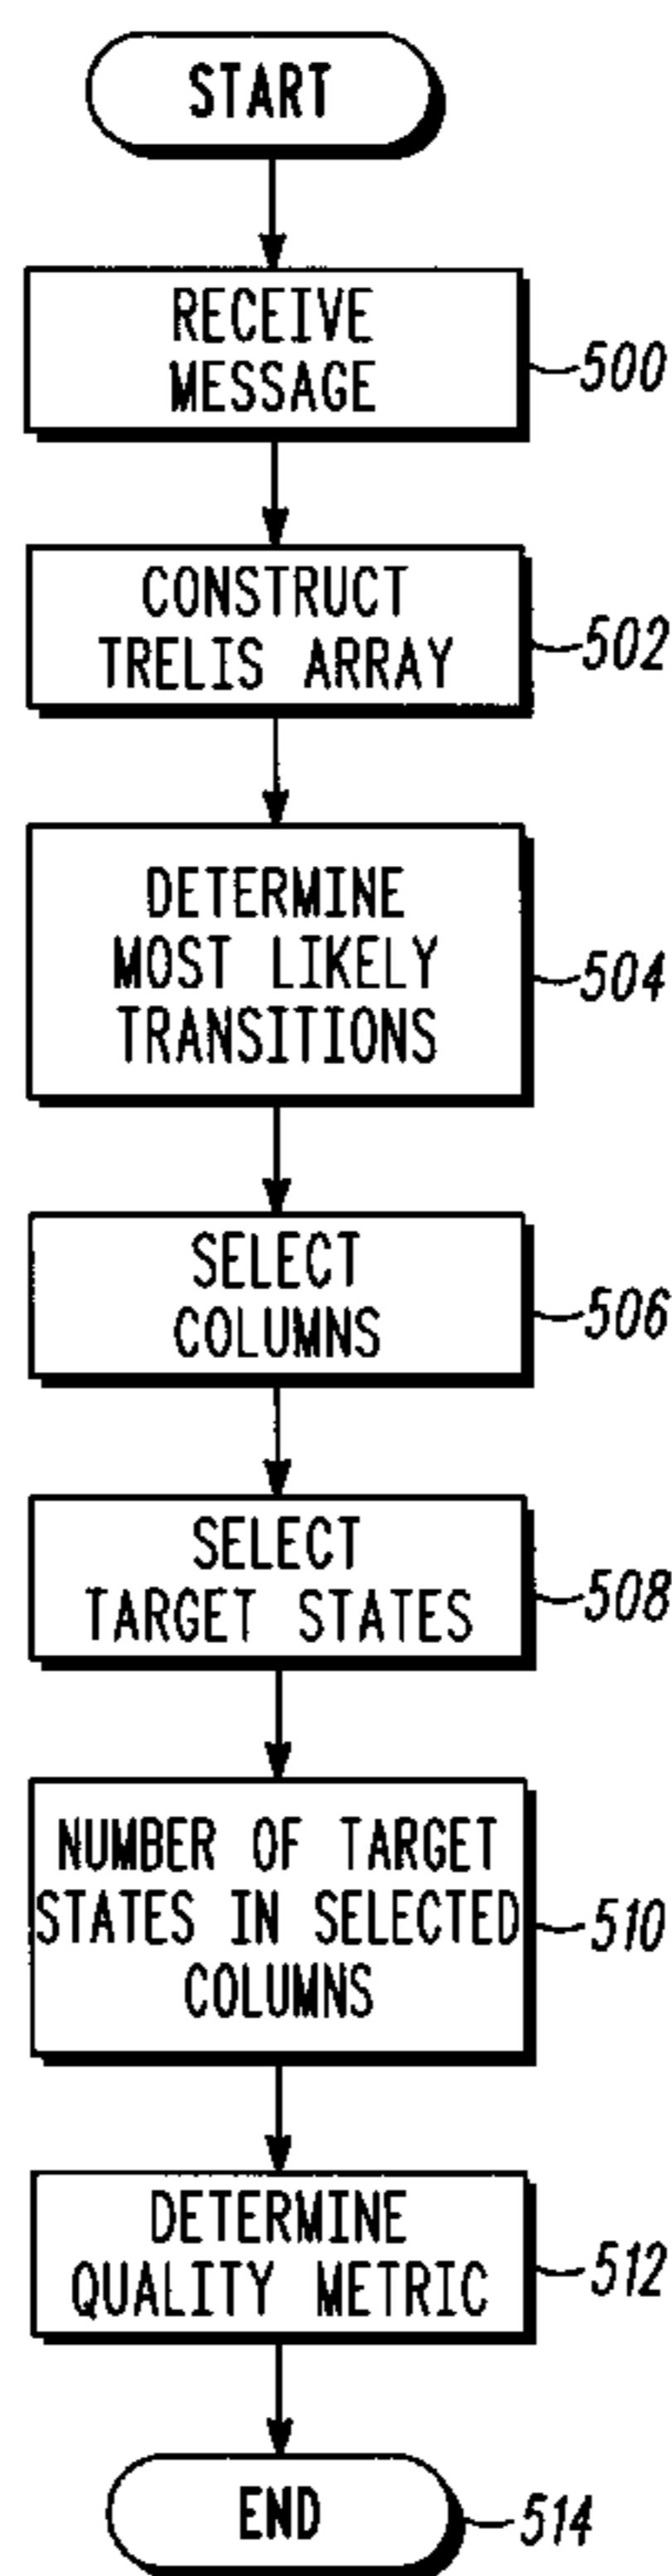 START
RECEIVE
MESSAGE
500
CONSTRUCT
TRELIS ARRAY
502
DETERMINE
MOST LIKELY
TRANSITIONS
504
SELECT
COLUMNS
506
SELECT
TARGET STATES
508
NUMBER OF TARGET
STATES IN SELECTED
COLUMNS
510
DETERMINE
QUALITY METRIC
512
END
514